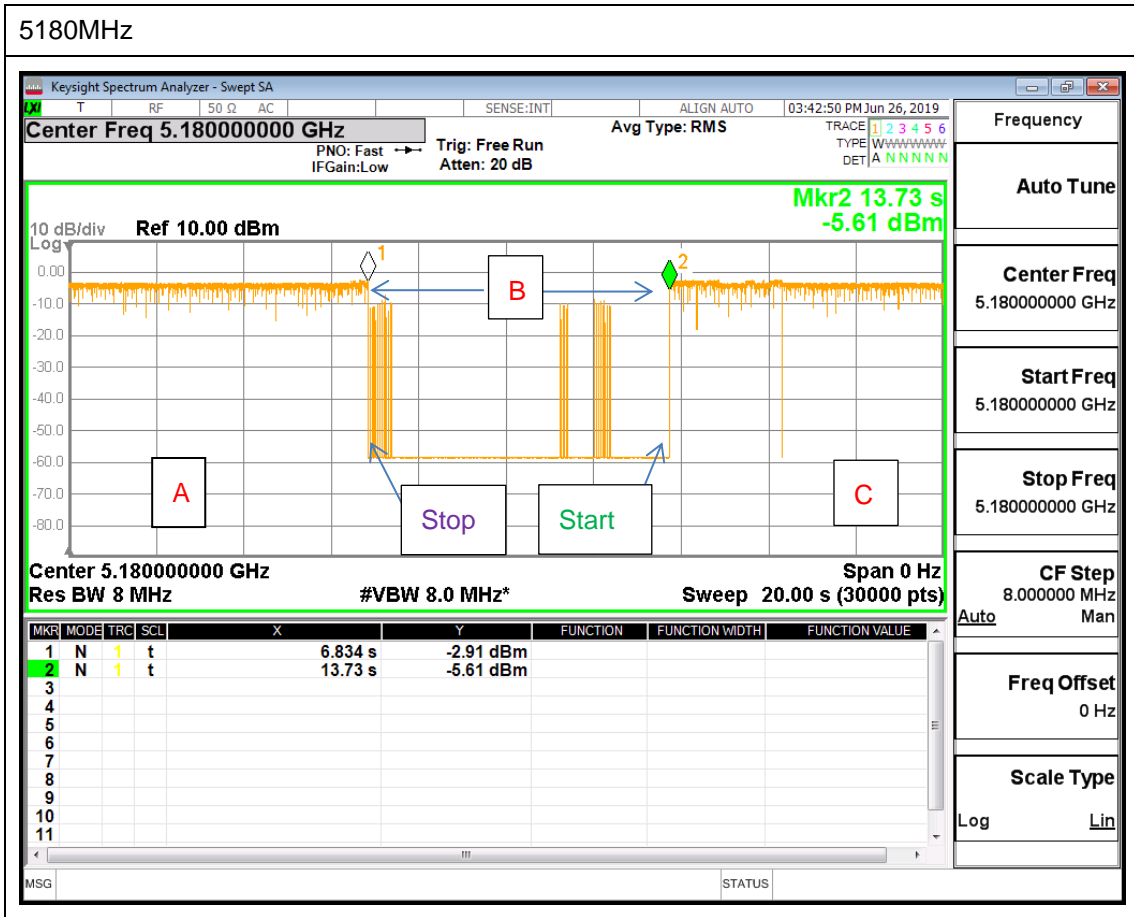 5180MHz
Keysight Spectrum Analyzer - Swept SA
LXI T RF 50 Ω AC SENSE:INT ALIGN AUTO 03:42:50 PM Jun 26, 2019
Center Freq 5.180000000 GHz
PNO: Fast
IFGain:Low
Trig: Free Run
Atten: 20 dB
Avg Type: RMS
TRACE 1 2 3 4 5 6
TYPE WWWWWWW
DET A N N N N N
Mkr2 13.73 s
-5.61 dBm
10 dB/div Ref 10.00 dBm
Log
1
2
0.00
-10.0
-20.0
-30.0
-40.0
-50.0
-60.0
-70.0
-80.0
B
A
C
Stop
Start
Center 5.180000000 GHz Span 0 Hz
Res BW 8 MHz #VBW 8.0 MHz* Sweep 20.00 s (30000 pts)
MKR MODE TRC SCL X Y FUNCTION FUNCTION WIDTH FUNCTION VALUE
1 N 1 t 6.834 s -2.91 dBm
2 N 1 t 13.73 s -5.61 dBm
3
4
5
6
7
8
9
10
11
MSG STATUS
Frequency
Auto Tune
Center Freq
5.180000000 GHz
Start Freq
5.180000000 GHz
Stop Freq
5.180000000 GHz
CF Step
8.000000 MHz
Auto Man
Freq Offset
0 Hz
Scale Type
Log Lin